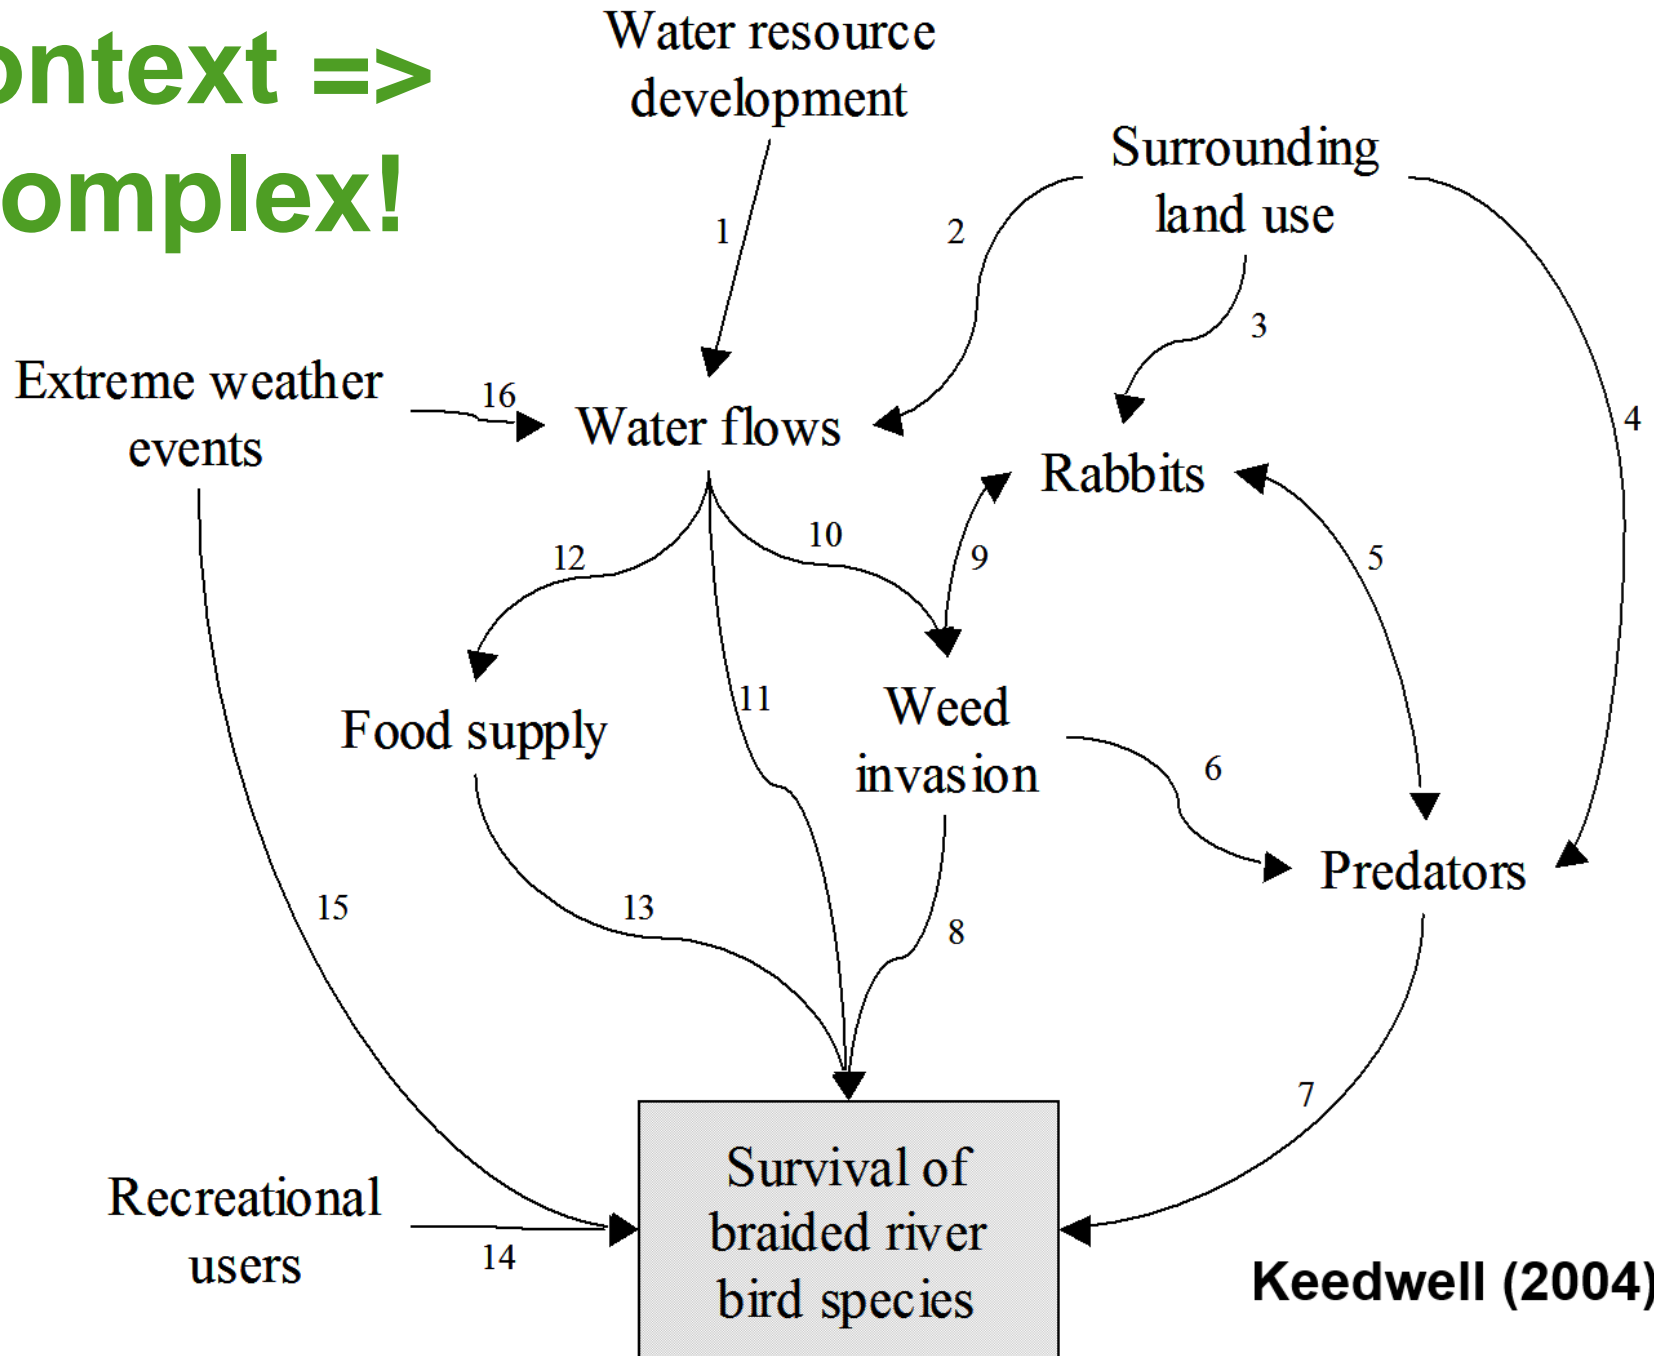 ontext =>
omplex!
Water resource
development
Surrounding
land use
1
2
3
4
Extreme weather
events
16
Water flows
Rabbits
12
10
9
5
11
Food supply
Weed
invasion
6
Predators
15
13
8
7
Recreational
users
14
Survival of
braided river
bird species
Keedwell (2004)